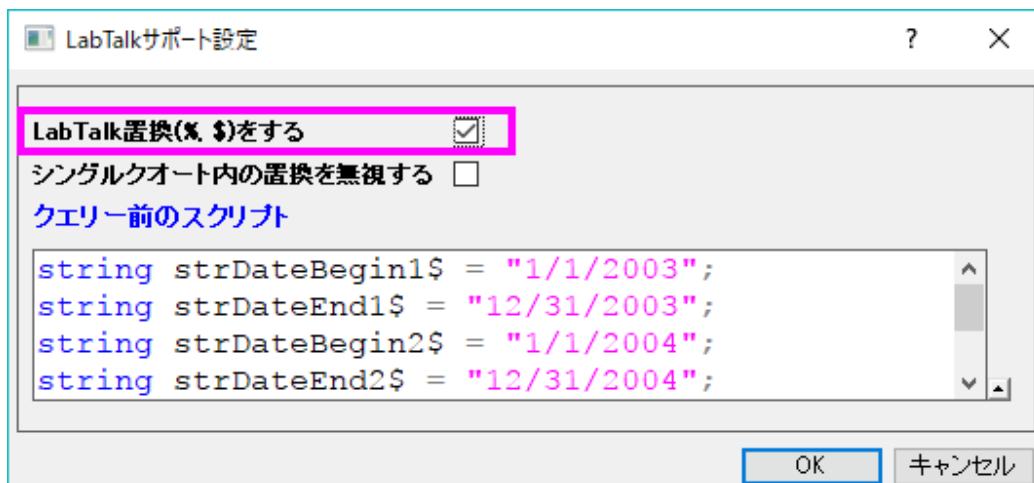 LabTalkサポート設定
?
LabTalk置換(%, $)をする
シングルクオート内の置換を無視する
クエリー前のスクリプト
string strDateBegin1$ = "1/1/2003";
string strDateEnd1$ = "12/31/2003";
string strDateBegin2$ = "1/1/2004";
string strDateEnd2$ = "12/31/2004";
OK
キャンセル